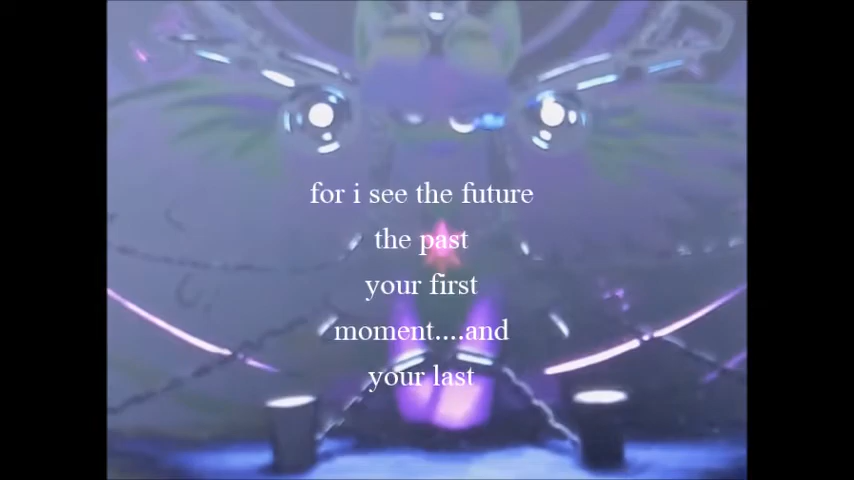 for i see the future
the past
your first
moment....and
your last